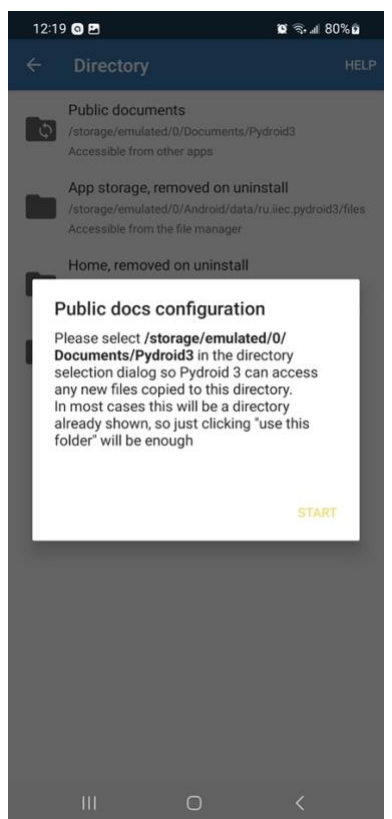 12:19
80%
Directory
HELP
Public documents
/storage/emulated/0/Documents/Pydroid3
Accessible from other apps
App storage, removed on uninstall
/storage/emulated/0/Android/data/ru.iiec.pydroid3/files
Accessible from the file manager
Home, removed on uninstall
Public docs configuration
Please select /storage/emulated/0/
Documents/Pydroid3 in the directory
selection dialog so Pydroid 3 can access
any new files copied to this directory.
In most cases this will be a directory
already shown, so just clicking "use this
folder" will be enough
START